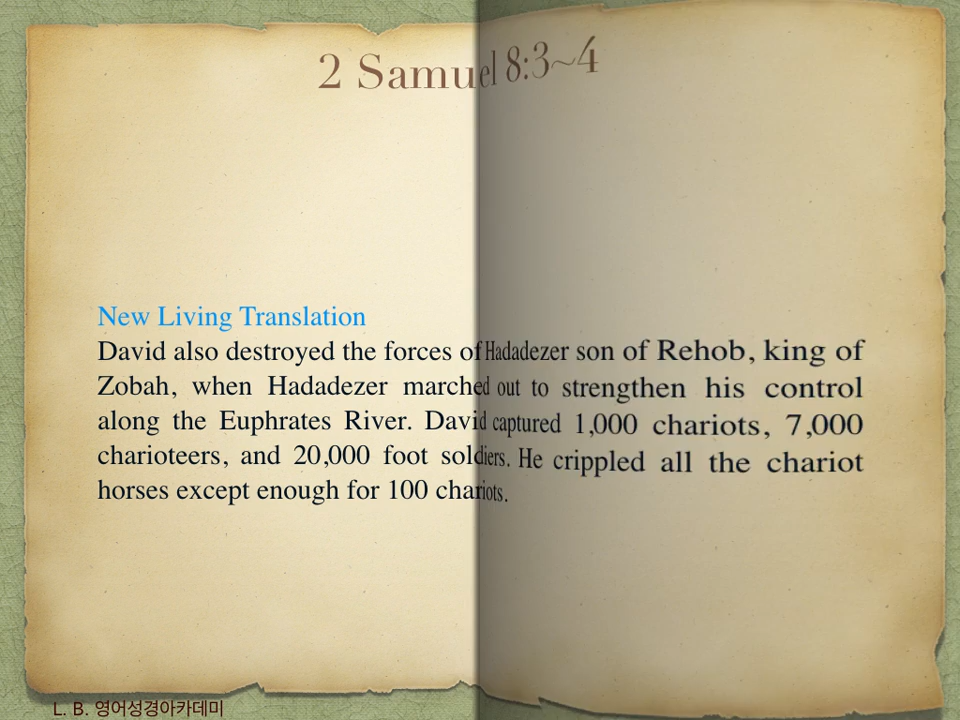 2 Samuel 8:3~4
New Living Translation
David also destroyed the forces of Hadadezer son of Rehob, king of
Zobah, when Hadadezer marched out to strengthen his control
along the Euphrates River. David captured 1,000 chariots, 7,000
charioteers, and 20,000 foot soldiers. He crippled all the chariot
horses except enough for 100 chariots.
L. B. 영어성경아카데미